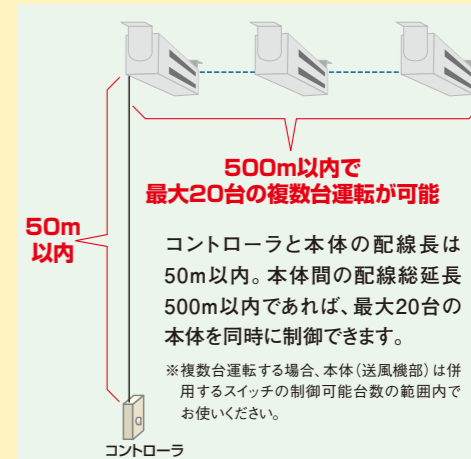 500m以内で
最大20台の複数台運転が可能
50m
以内
コントローラと本体の配線長は
50m以内。本体間の配線総延長
500m以内であれば、最大20台の
本体を同時に制御できます。
※複数台運転する場合、本体(送風機部)は併
用するスイッチの制御可能台数の範囲内で
お使いください。
コントローラ